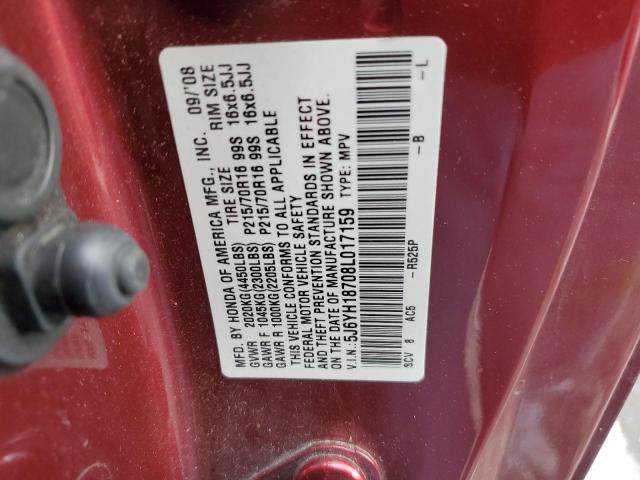 MFD. BY HONDA OF AMERICA MFG., INC. 09/'08
TIRE SIZE RIM SIZE
GVWR 2020KG(4450LBS)
GAWR F 1045KG(2300LBS) P215/70R16 99S 16x6.5JJ
GAWR R 1000KG(2205LBS) P215/70R16 99S 16x6.5JJ
THIS VEHICLE CONFORMS TO ALL APPLICABLE
FEDERAL MOTOR VEHICLE SAFETY
AND THEFT PREVENTION STANDARDS IN EFFECT
ON THE DATE OF MANUFACTURE SHOWN ABOVE.
V.I.N.:5J6YH18708L017159 TYPE: MPV
SCV 8 AC5 -R525P -B -L